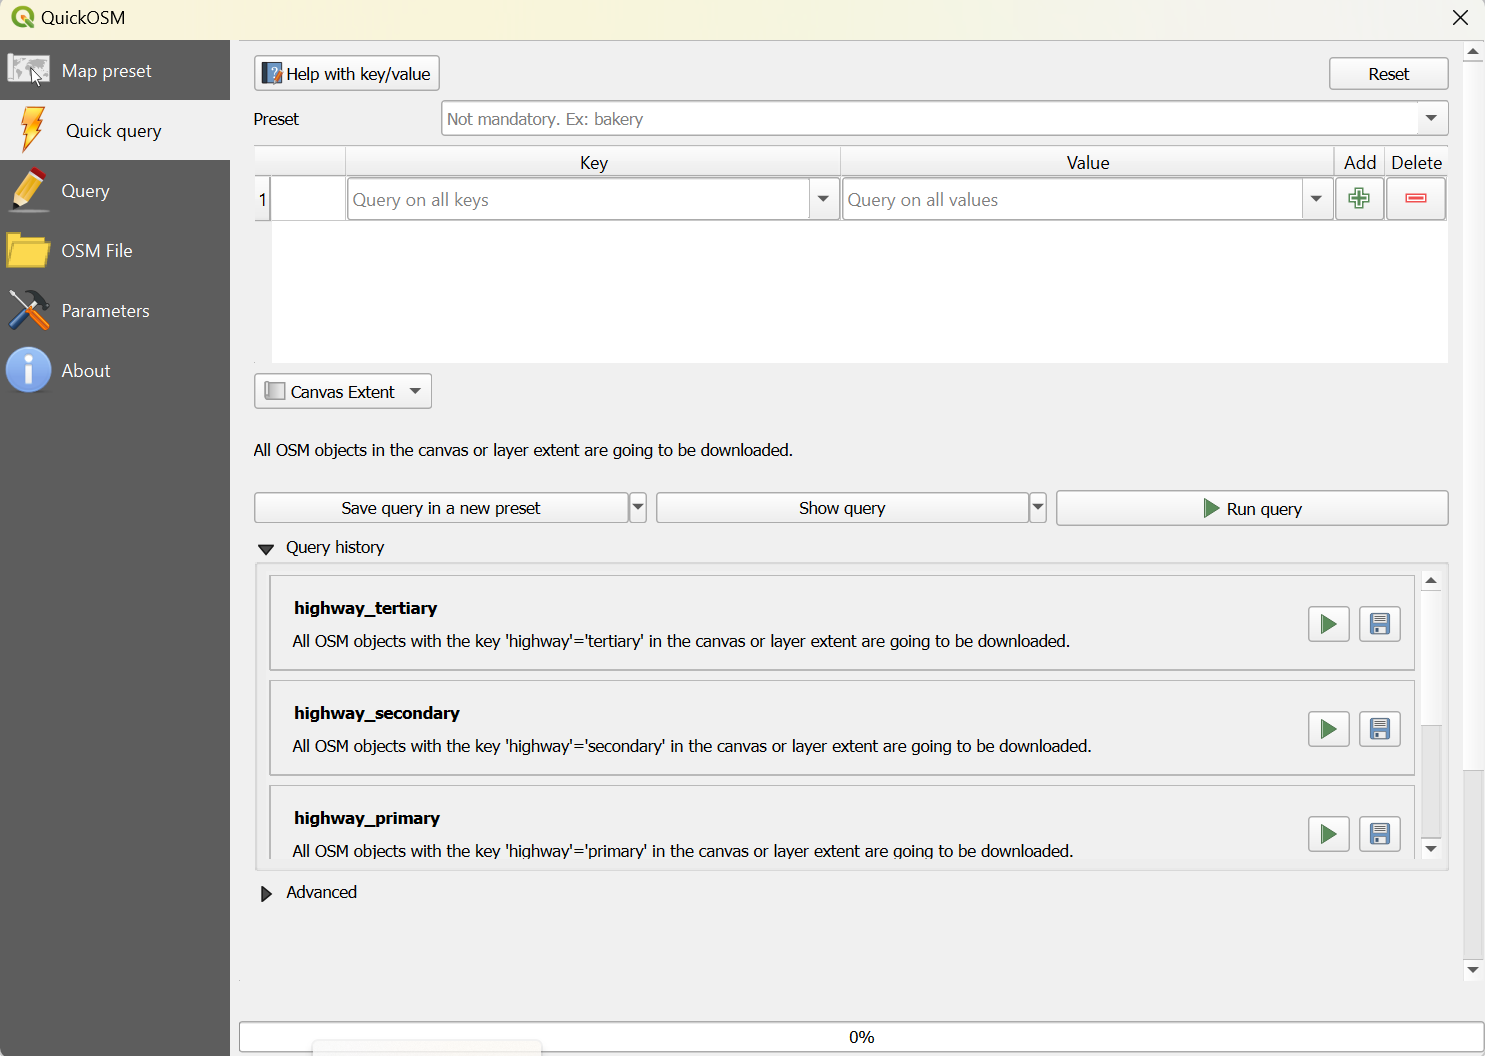 QuickOSM
Map preset
Quick query
Query
OSM File
Parameters
About
Help with key/value
Reset
Preset
Not mandatory. Ex: bakery
Key Value Add Delete
1 Query on all keys Query on all values
Canvas Extent
All OSM objects in the canvas or layer extent are going to be downloaded.
Save query in a new preset Show query Run query
Query history
highway_tertiary
All OSM objects with the key 'highway'='tertiary' in the canvas or layer extent are going to be downloaded.
highway_secondary
All OSM objects with the key 'highway'='secondary' in the canvas or layer extent are going to be downloaded.
highway_primary
All OSM objects with the key 'highway'='primary' in the canvas or layer extent are going to be downloaded.
Advanced
0%